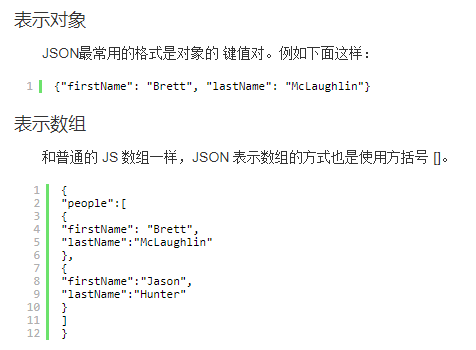 表示对象
JSON最常用的格式是对象的 键值对。例如下面这样：
1 {"firstName": "Brett", "lastName": "McLaughlin"}
表示数组
和普通的 JS 数组一样，JSON 表示数组的方式也是使用方括号 []。
1 {
2 "people":[
3 {
4 "firstName": "Brett",
5 "lastName":"McLaughlin"
6 },
7 {
8 "firstName":"Jason",
9 "lastName":"Hunter"
10 }
11 ]
12 }